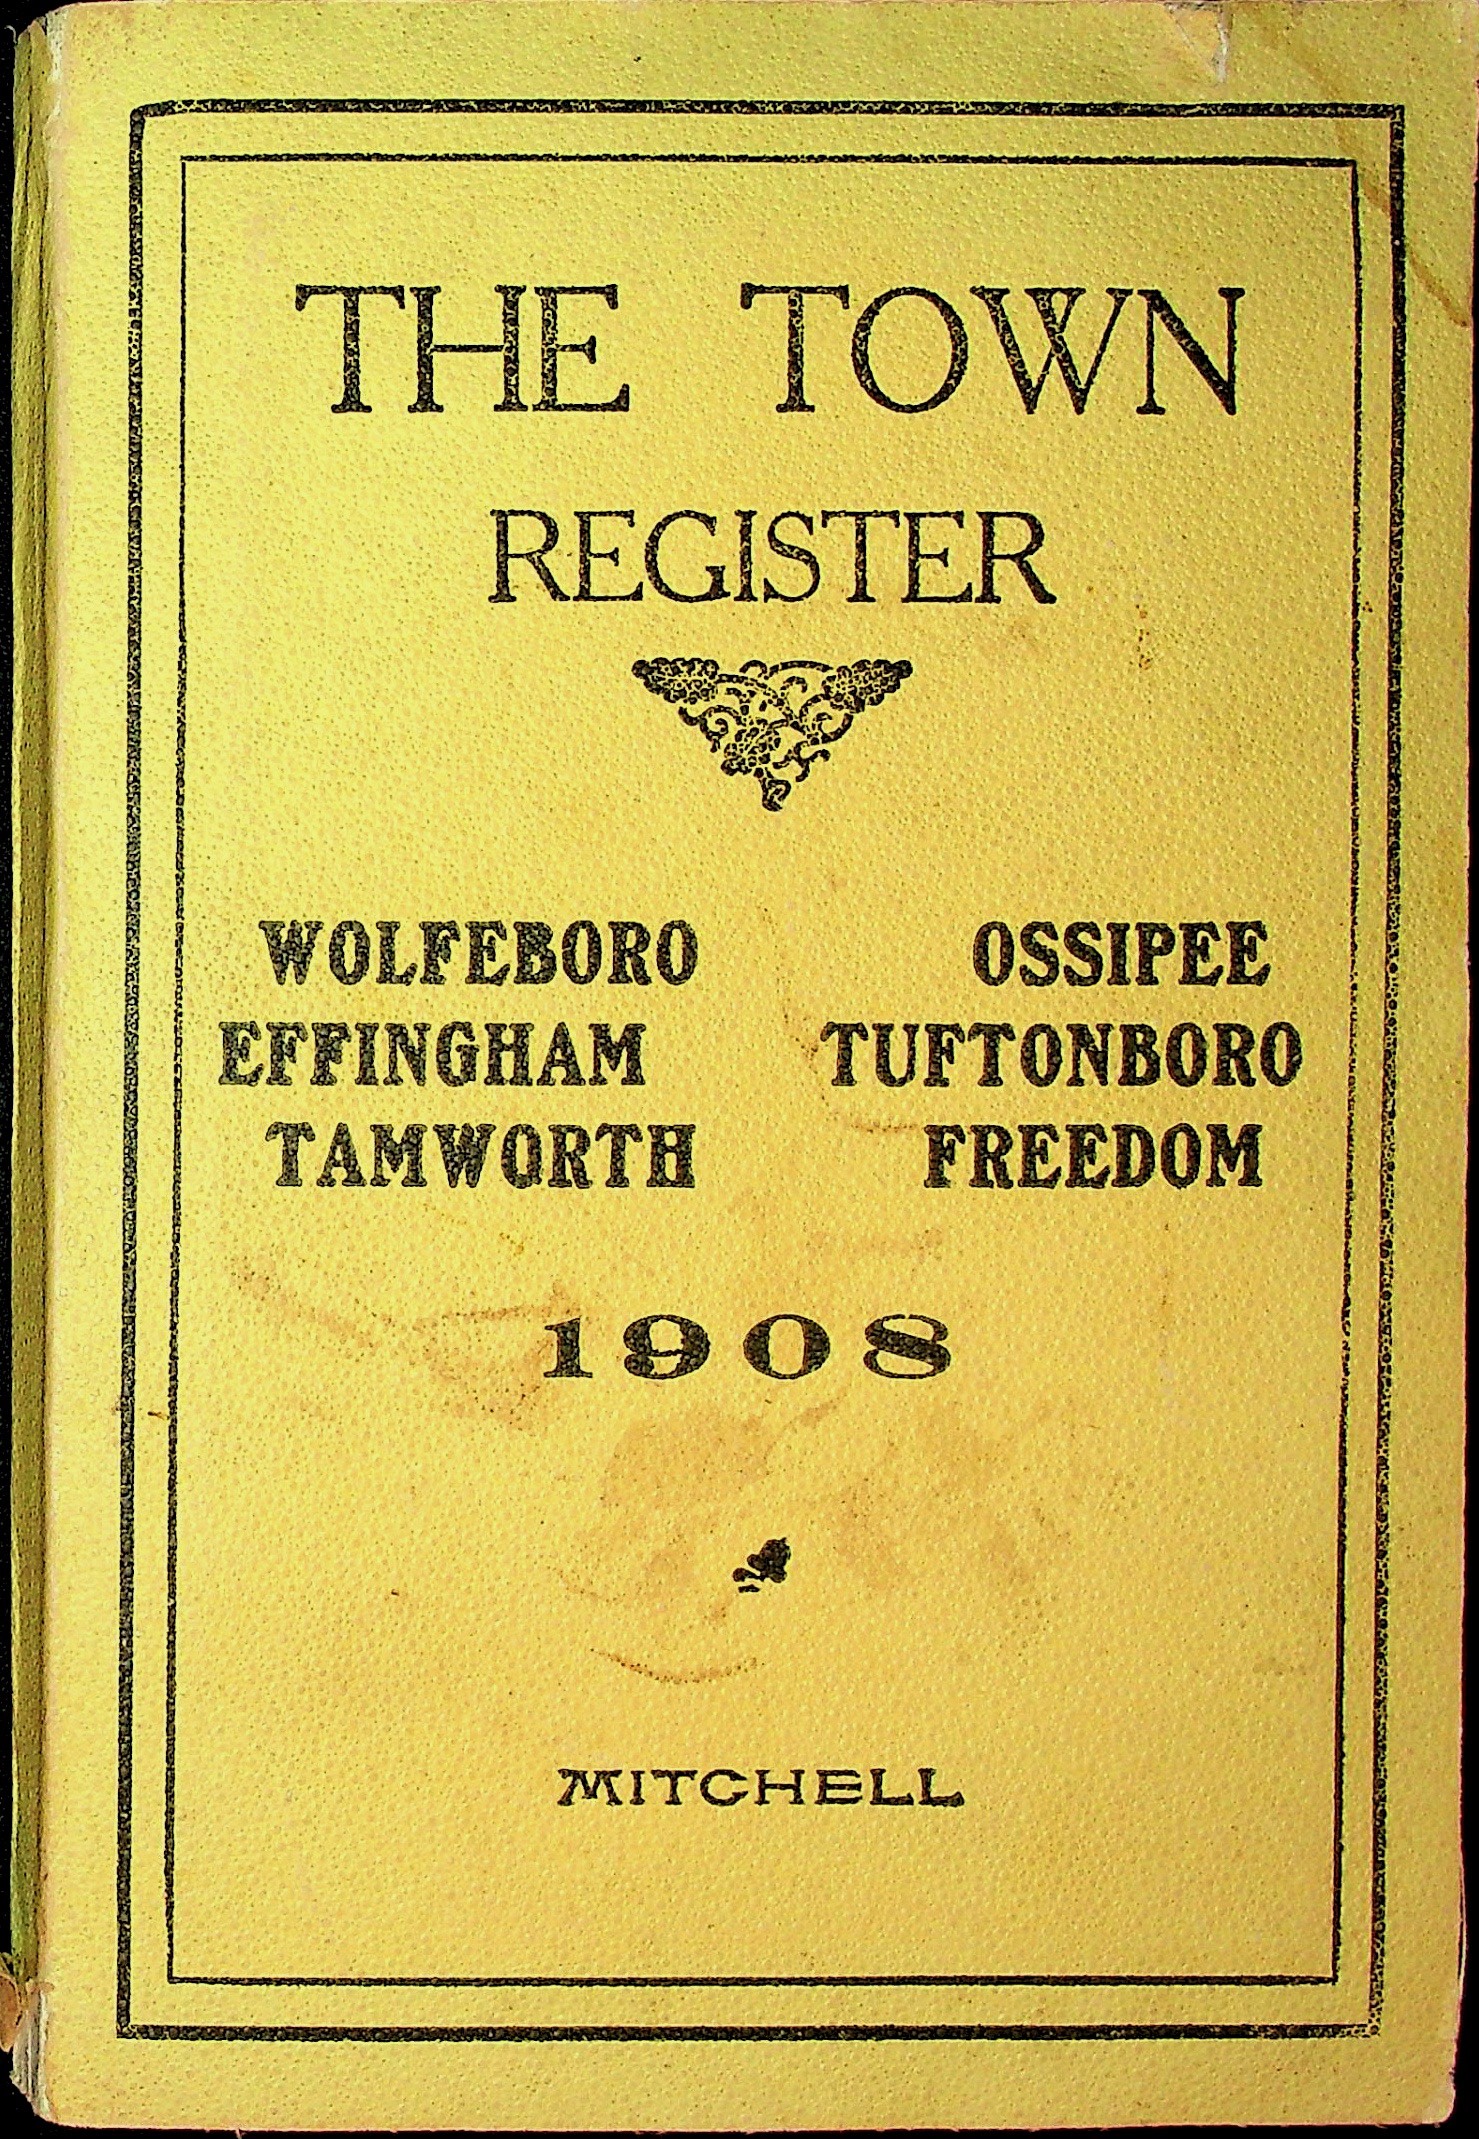 THE TOWN
REGISTER
WOLFEBORO OSSIPEE
EFFINGHAM TUFTONBORO
TAMWORTH FREEDOM
1908
MITCHELL